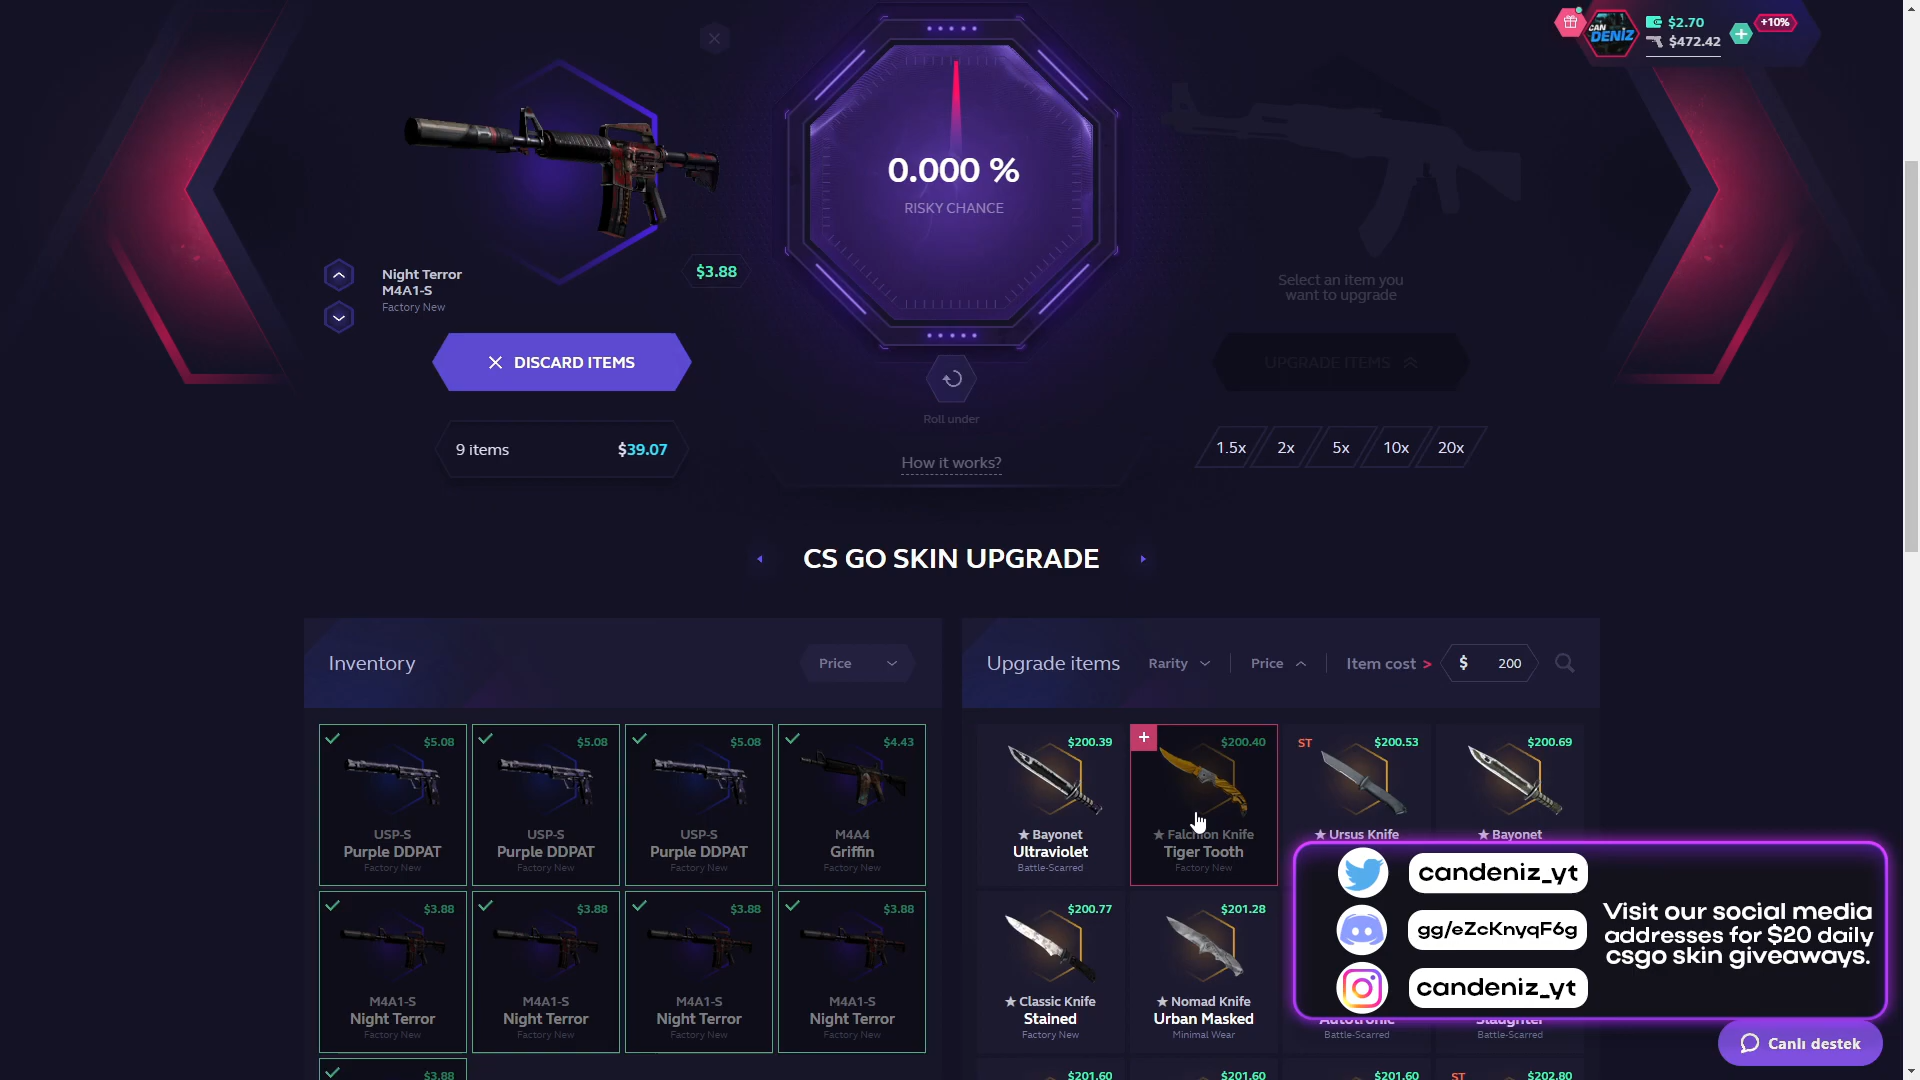 CAN
DENIZ
$2.70
$472.42
+10%
0.000 %
RISKY CHANCE
Night Terror
M4A1-S
Factory New
$3.88
Select an item you
want to upgrade
DISCARD ITEMS
UPGRADE ITEMS
Roll under
9 items
$39.07
How it works?
1.5x
2x
5x
10x
20x
CS GO SKIN UPGRADE
Inventory
Price
Upgrade items
Rarity
Price
Item cost >
$ 200
$5.08
USP-S
Purple DDPAT
Factory New
$5.08
USP-S
Purple DDPAT
Factory New
$5.08
USP-S
Purple DDPAT
Factory New
$4.43
M4A4
Griffin
Factory New
$200.39
★ Bayonet
Ultraviolet
Battle-Scarred
$200.40
★ Falchion Knife
Tiger Tooth
Factory New
ST
$200.53
★ Ursus Knife
$200.69
★ Bayonet
$3.88
M4A1-S
Night Terror
Factory New
$3.88
M4A1-S
Night Terror
Factory New
$3.88
M4A1-S
Night Terror
Factory New
$3.88
M4A1-S
Night Terror
Factory New
$200.77
★ Classic Knife
Stained
Factory New
$201.28
★ Nomad Knife
Urban Masked
Minimal Wear
Autotronic
Battle-Scarred
Slaughter
Battle-Scarred
candeniz_yt
gg/eZcKnyqF6g
candeniz_yt
Visit our social media
addresses for $20 daily
csgo skin giveaways.
Canlı destek
$3.88
$201.60
$201.60
$201.60
ST
$202.80